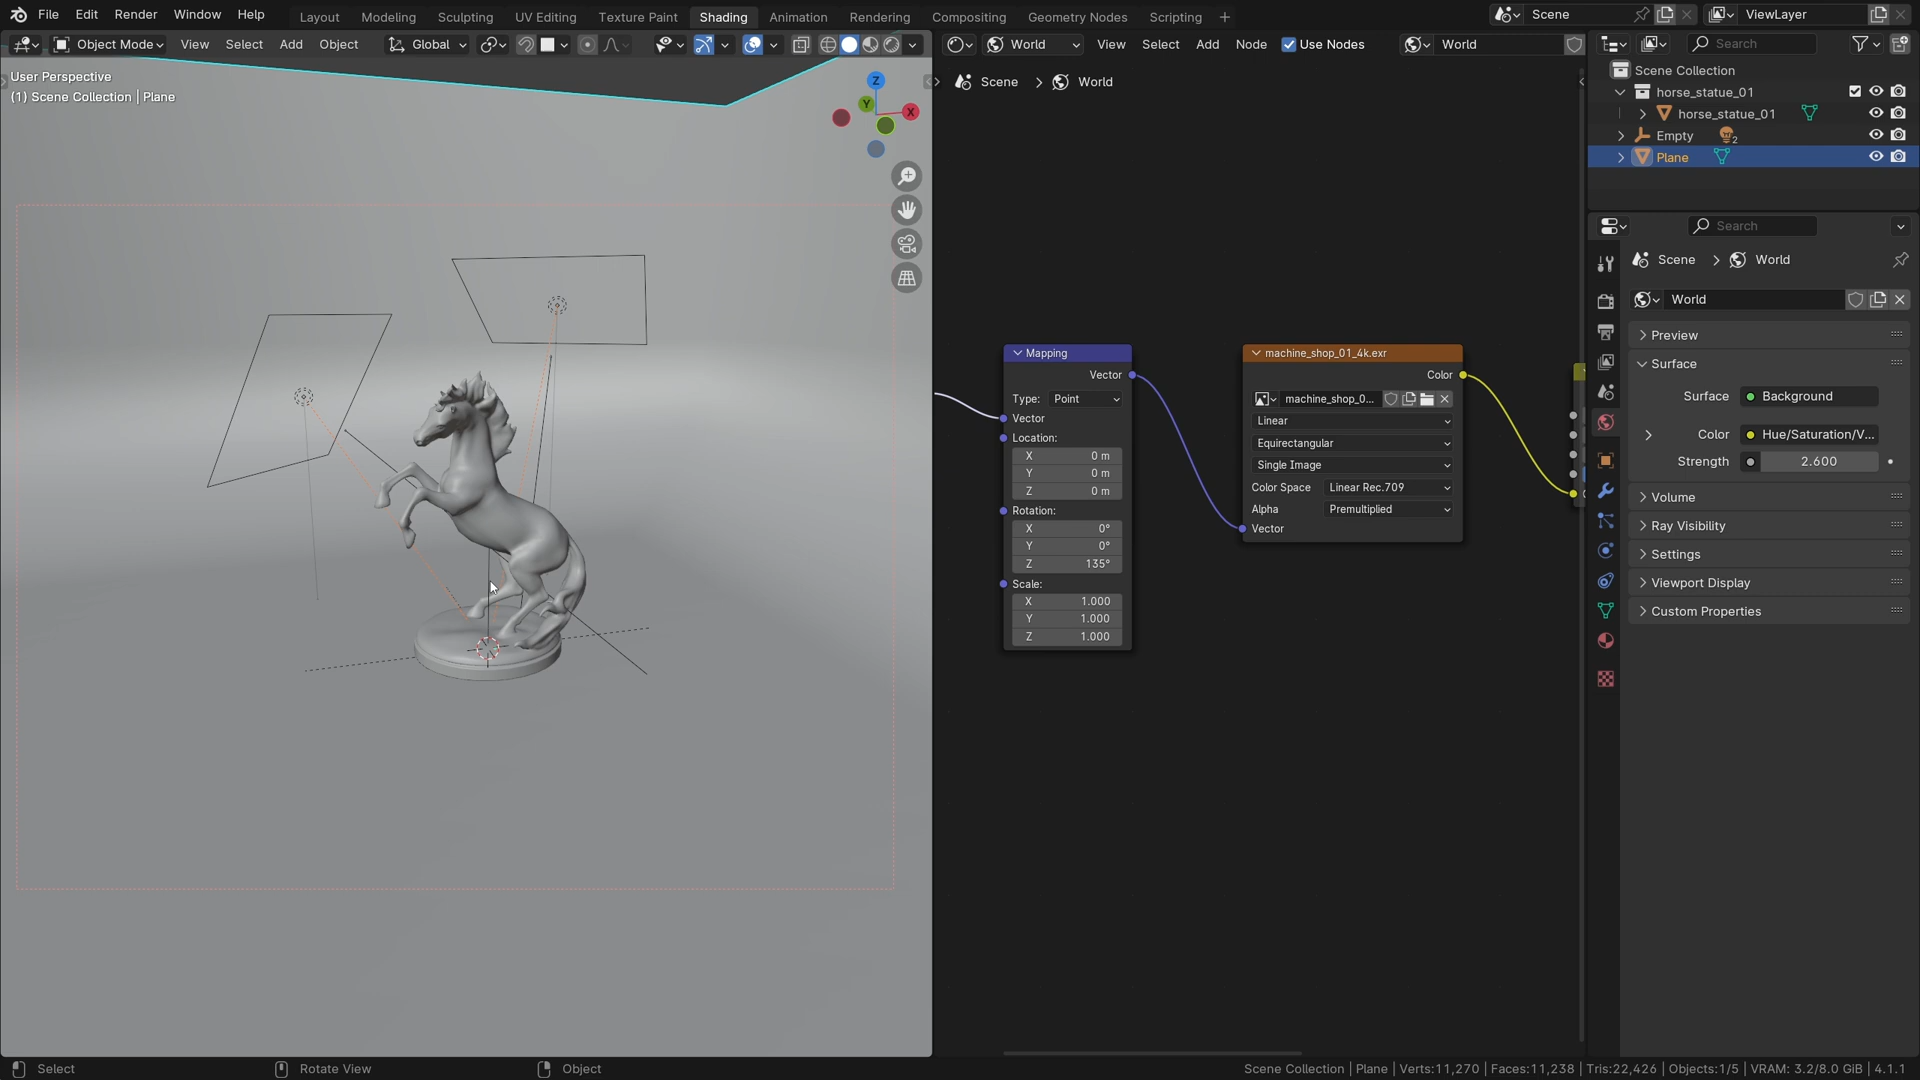 File Edit Render Window Help
Layout Modeling Sculpting UV Editing Texture Paint Shading Animation Rendering Compositing Geometry Nodes Scripting +
Scene
ViewLayer
Object Mode View Select Add Object Global
World View Select Add Node Use Nodes World
Search
User Perspective
(1) Scene Collection | Plane
Z
Y
X
Scene > World
Scene Collection
horse_statue_01
horse_statue_01
Empty 2
Plane
Search
Scene > World
World
Preview
Surface
Surface Background
Color Hue/Saturation/V...
Strength 2.600
Volume
Ray Visibility
Settings
Viewport Display
Custom Properties
Mapping
Vector
Type: Point
Vector
Location:
X 0 m
Y 0 m
Z 0 m
Rotation:
X 0°
Y 0°
Z 135°
Scale:
X 1.000
Y 1.000
Z 1.000
machine_shop_01_4k.exr
Color
machine_shop_0...
Linear
Equirectangular
Single Image
Color Space Linear Rec.709
Alpha Premultiplied
Vector
Select Rotate View Object
Scene Collection | Plane | Verts:11,270 | Faces:11,238 | Tris:22,426 | Objects:1/5 | VRAM: 3.2/8.0 GiB | 4.1.1